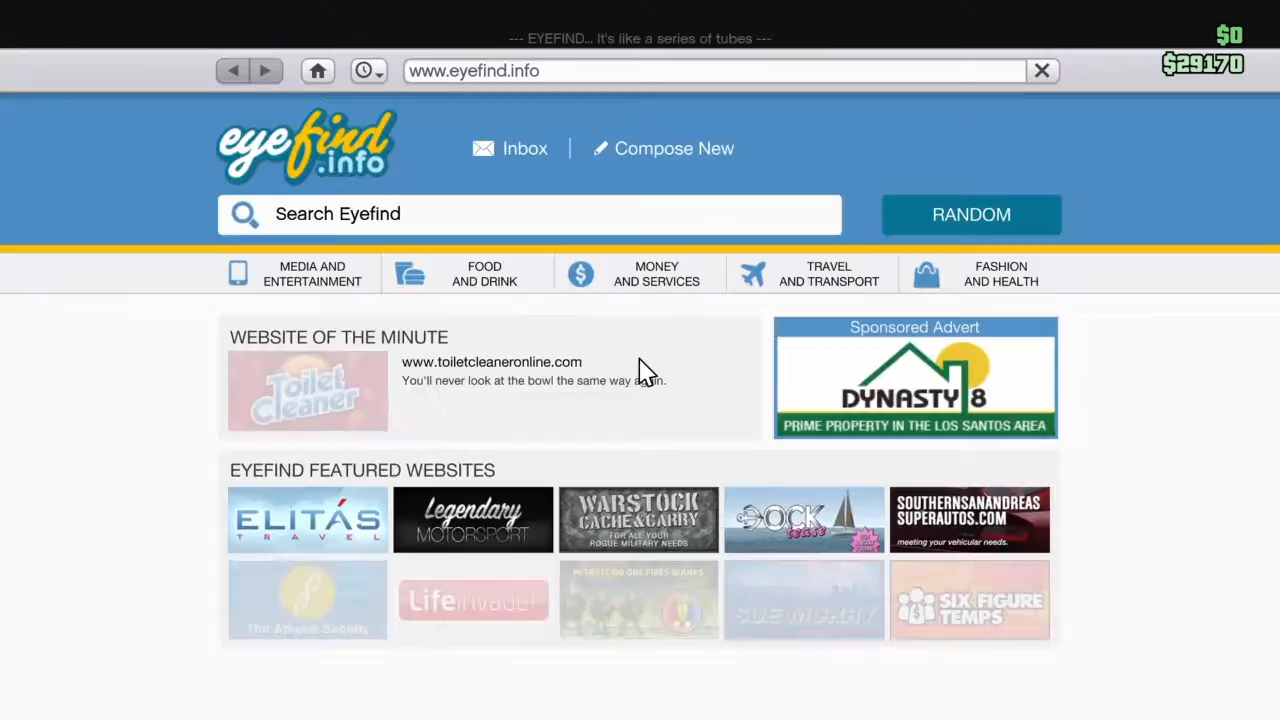 --- EYEFIND... It's like a series of tubes ---
$0
$29170
www.eyefind.info
eyefind
.info
Inbox
Compose New
Search Eyefind
RANDOM
MEDIA AND
ENTERTAINMENT
FOOD
AND DRINK
MONEY
AND SERVICES
TRAVEL
AND TRANSPORT
FASHION
AND HEALTH
WEBSITE OF THE MINUTE
Toilet
Cleaner
www.toiletcleaneronline.com
You'll never look at the bowl the same way again.
Sponsored Advert
DYNASTY 8
PRIME PROPERTY IN THE LOS SANTOS AREA
EYEFIND FEATURED WEBSITES
ELITÁS
TRAVEL
Legendary
MOTORSPORT
WARSTOCK
CACHE & CARRY
FOR ALL YOUR
ROGUE MILITARY NEEDS
DOCK
tease
SOUTHERNSANANDREAS
SUPERAUTOS.COM
meeting your vehicular needs.
Lifeinvader
SIX FIGURE
TEMPS